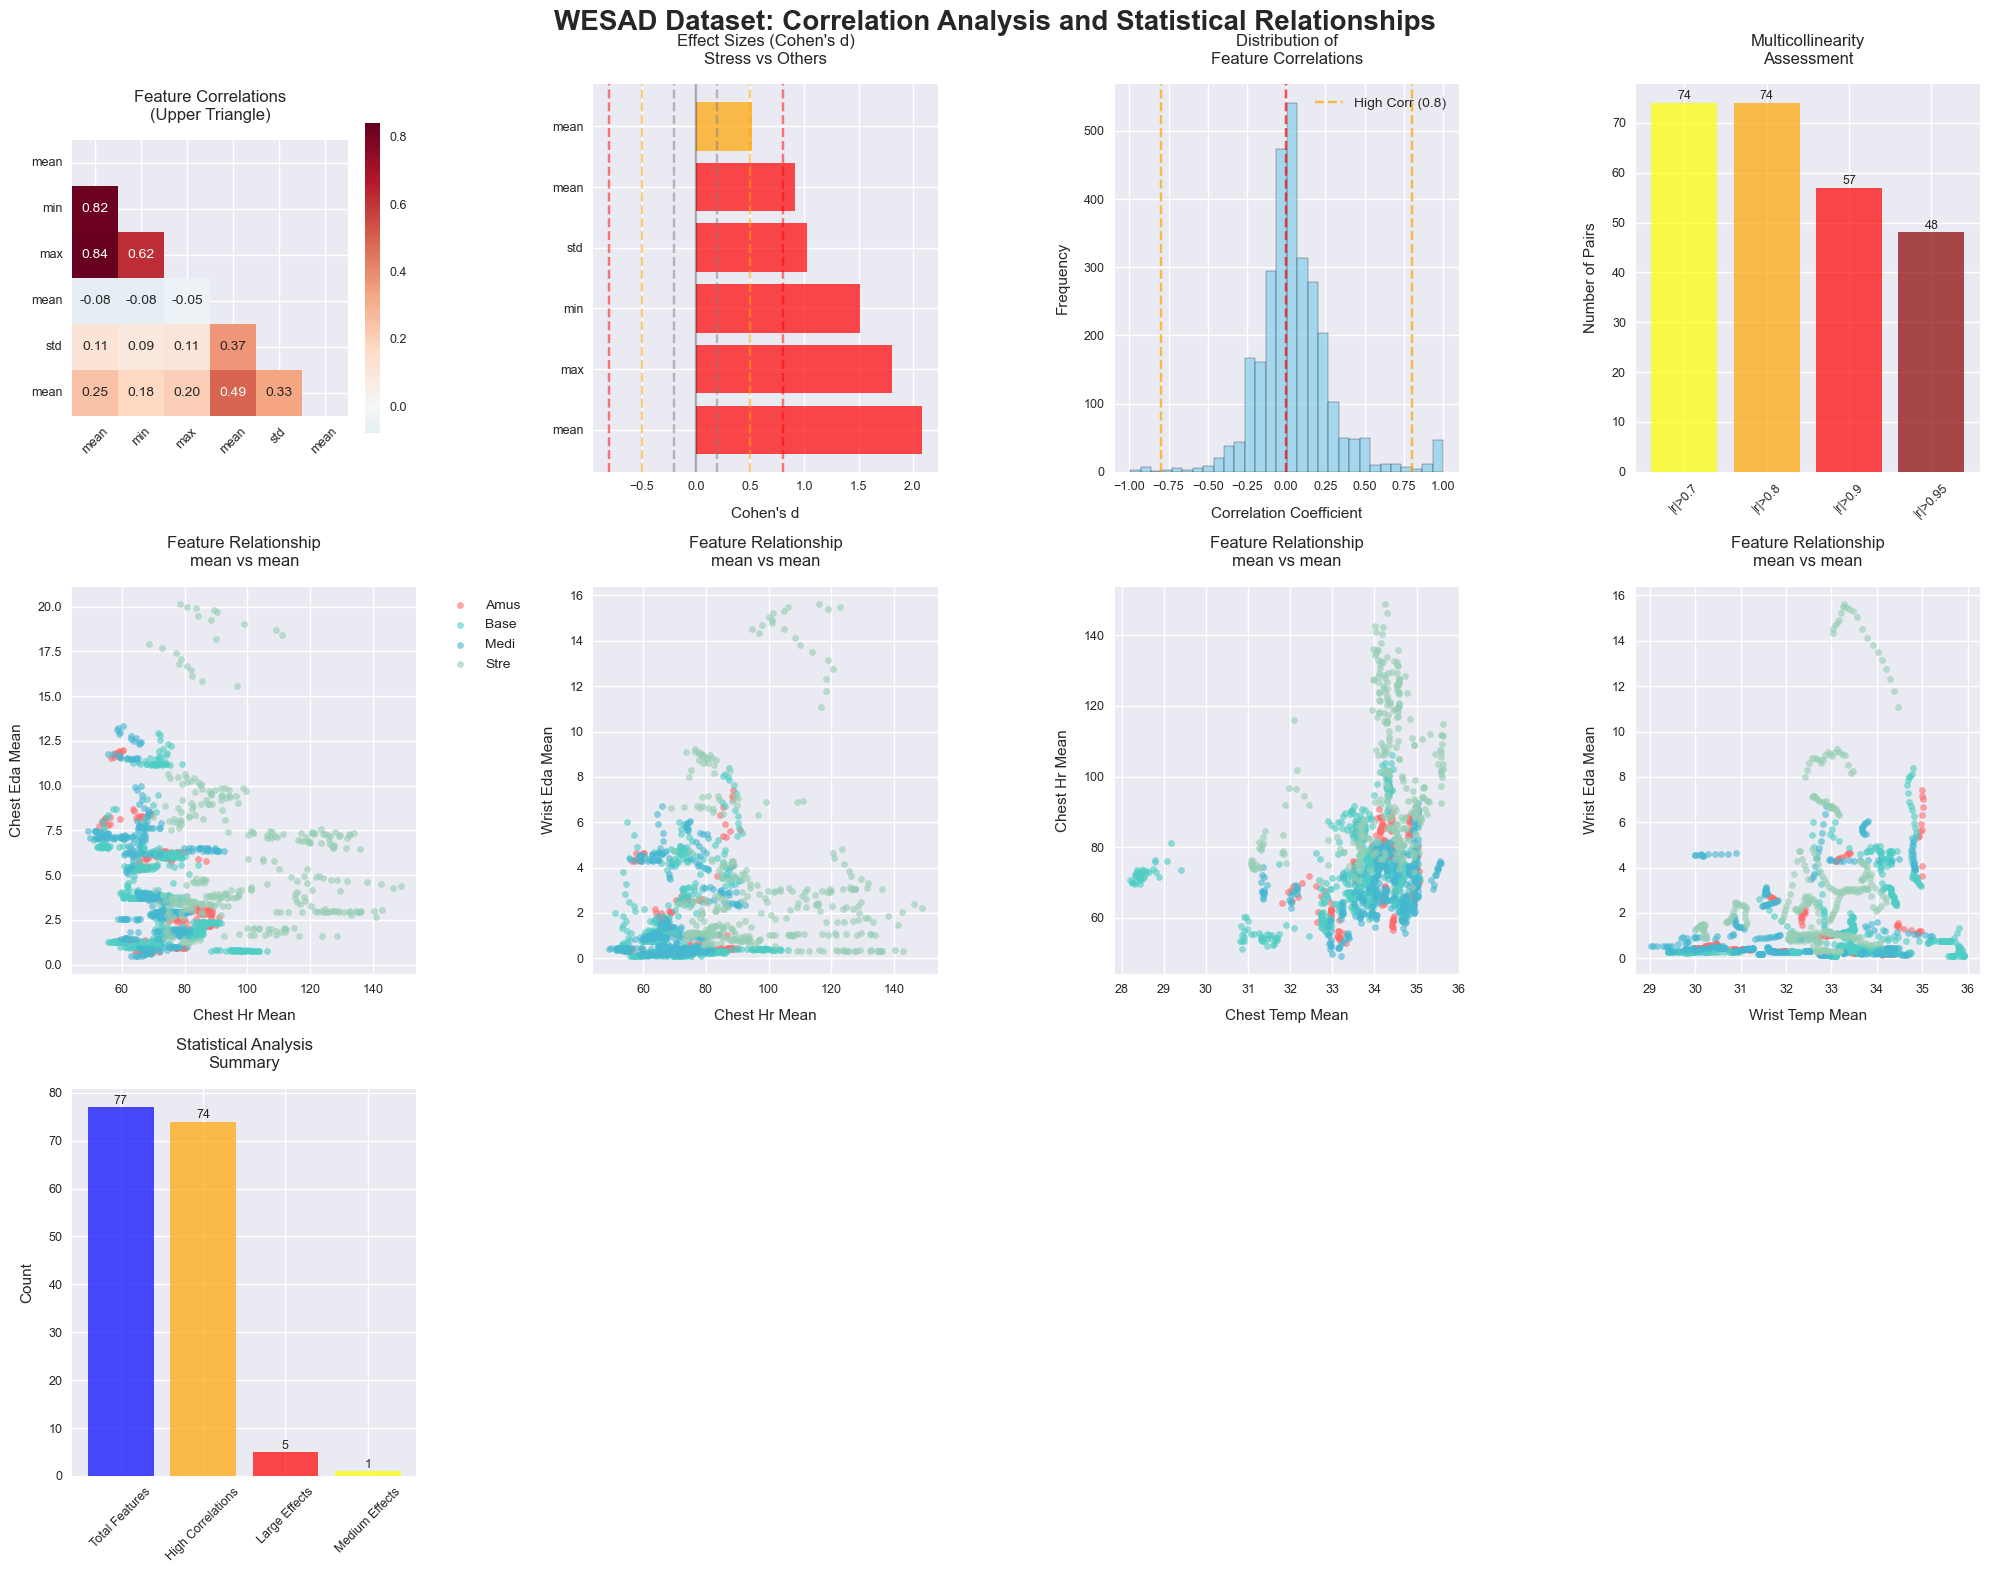 WESAD Dataset: Correlation Analysis and Statistical Relationships
Feature Correlations
(Upper Triangle)
mean
min
max
mean
std
mean
0.82
0.84 0.62
-0.08 -0.08 -0.05
0.11 0.09 0.11 0.37
0.25 0.18 0.20 0.49 0.33
mean min max mean std mean
0.8
0.6
0.4
0.2
0.0
Effect Sizes (Cohen's d)
Stress vs Others
mean
mean
std
min
max
mean
−0.5 0.0 0.5 1.0 1.5 2.0
Cohen's d
Distribution of
Feature Correlations
High Corr (0.8)
Frequency
500
400
300
200
100
0
−1.00 −0.75 −0.50 −0.25 0.00 0.25 0.50 0.75 1.00
Correlation Coefficient
Multicollinearity
Assessment
Number of Pairs
70
60
50
40
30
20
10
0
74 74 57 48
|r|>0.7 |r|>0.8 |r|>0.9 |r|>0.95
Feature Relationship
mean vs mean
Chest Eda Mean
20.0
17.5
15.0
12.5
10.0
7.5
5.0
2.5
0.0
60 80 100 120 140
Chest Hr Mean
Amus
Base
Medi
Stre
Feature Relationship
mean vs mean
Wrist Eda Mean
16
14
12
10
8
6
4
2
0
60 80 100 120 140
Chest Hr Mean
Feature Relationship
mean vs mean
Chest Hr Mean
140
120
100
80
60
28 29 30 31 32 33 34 35 36
Chest Temp Mean
Feature Relationship
mean vs mean
Wrist Eda Mean
16
14
12
10
8
6
4
2
0
29 30 31 32 33 34 35 36
Wrist Temp Mean
Statistical Analysis
Summary
Count
80
70
60
50
40
30
20
10
0
77 74 5 1
Total Features High Correlations Large Effects Medium Effects